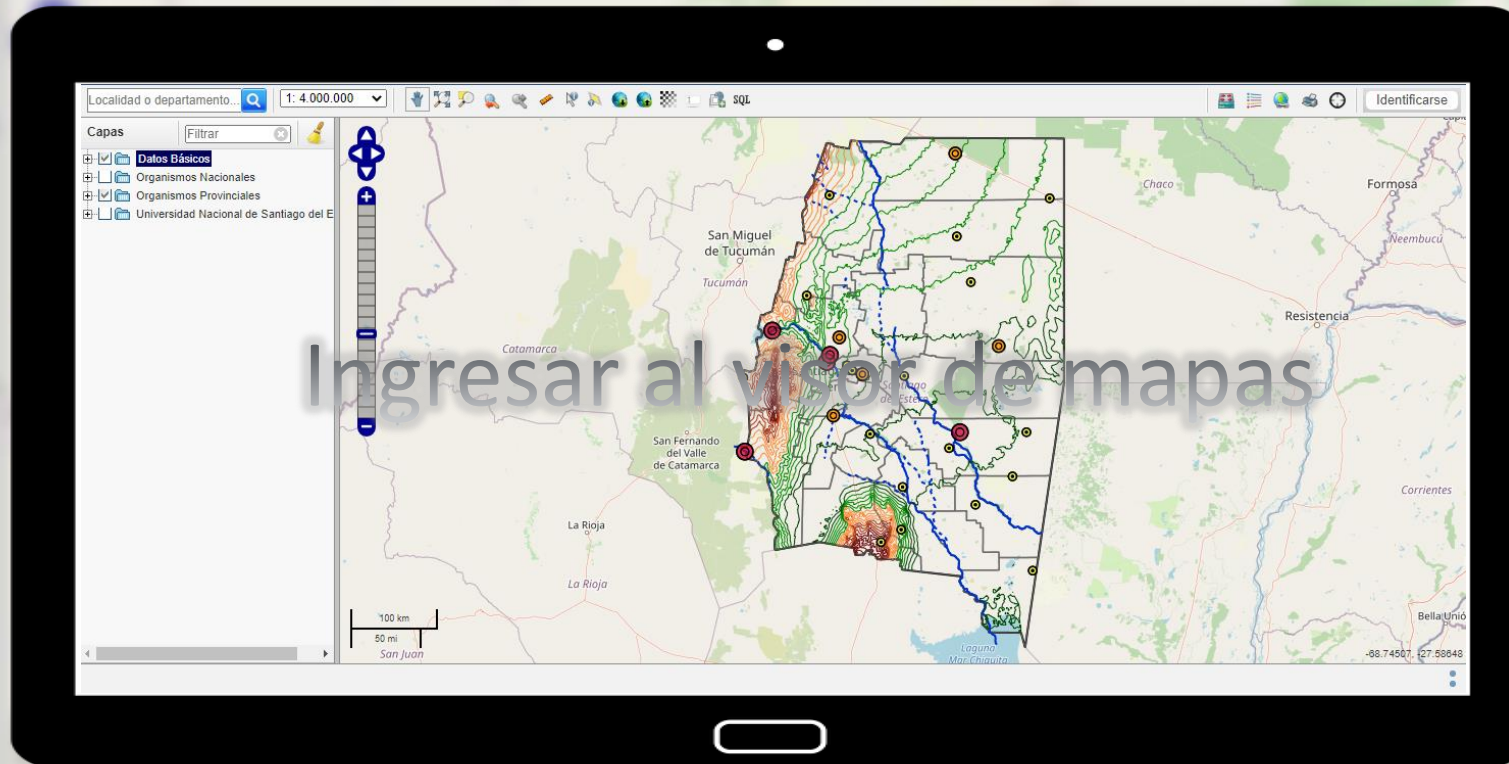 Localidad o departamento...
1: 4.000.000
SQL
Identificarse
Capas
Filtrar
Datos Básicos
Organismos Nacionales
Organismos Provinciales
Universidad Nacional de Santiago del E
Chaco
Formosa
Ñeembucú
San Miguel
de Tucumán
Tucumán
Resistencia
Catamarca
Ingresar al visor de mapas
Santiago
del Estero
San Fernando
del Valle
de Catamarca
Corrientes
La Rioja
La Rioja
100 km
50 mi
San Juan
Bella Unió
Laguna
Mar Chiquita
-68.74507, -27.58648